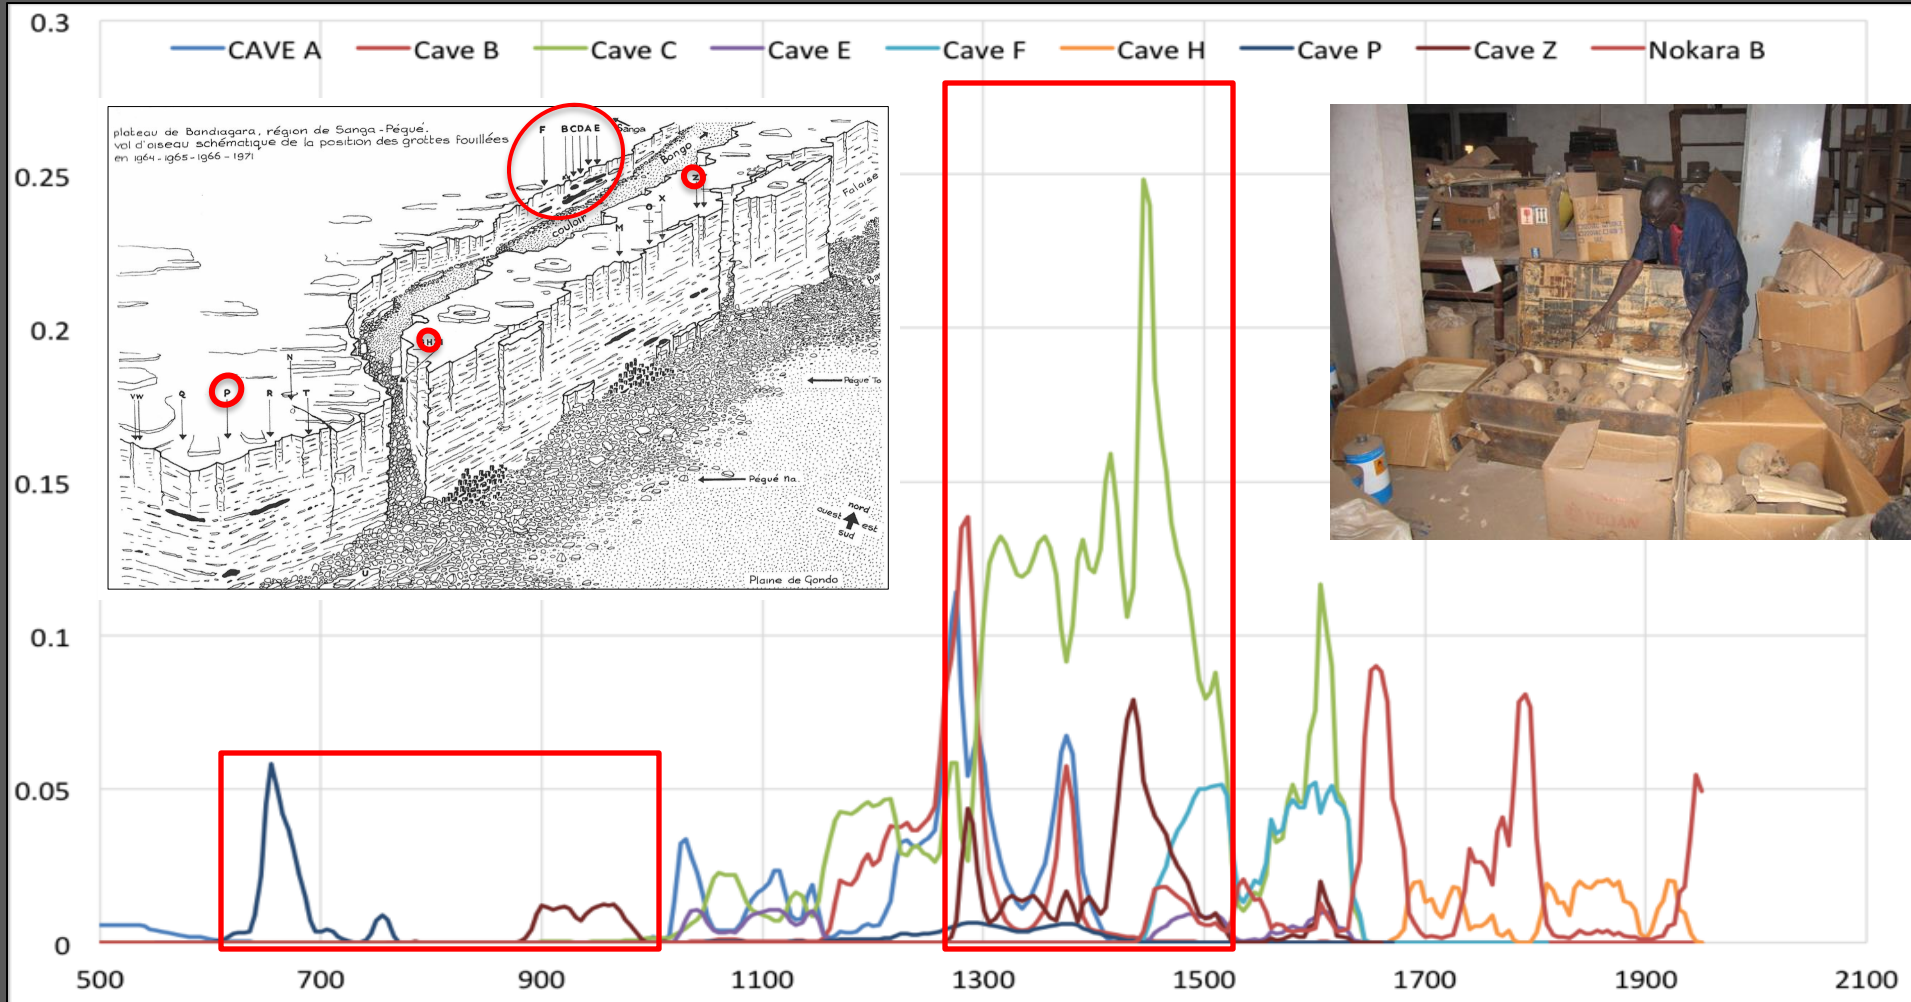 0.3
CAVE A Cave B Cave C Cave E Cave F Cave H Cave P Cave Z Nokara B
0.25
0.2
0.15
0.1
0.05
0
500 700 900 1100 1300 1500 1700 1900 2100
plateau de Bandiagara, région de Sanga-Pégué.
vol d'oiseau schématique de la position des grottes fouillées
en 1964-1965-1966-1971
F BCDAE
Sanga
Bongo
couloir
Falaise
Z
X
O
M
H
N
VW Q P R T
U
Pégué To
Pégué na.
nord
ouest est
sud
Plaine de Gondo